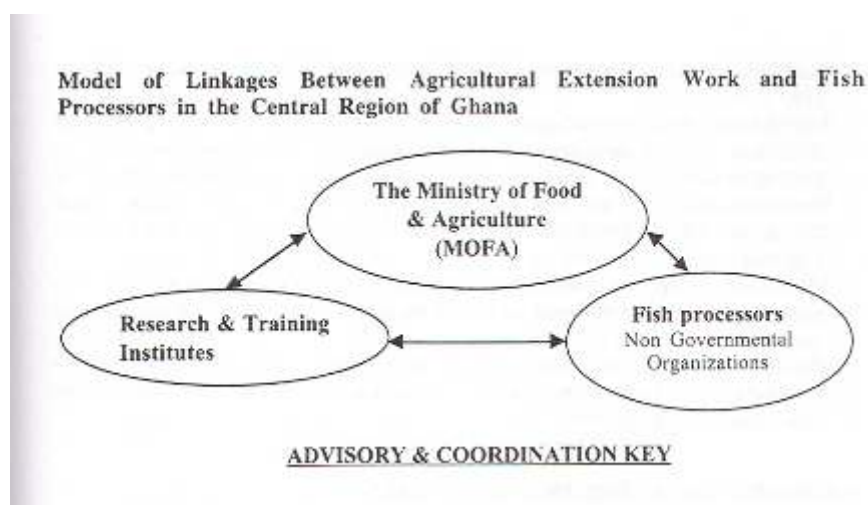 Model of Linkages Between Agricultural Extension Work and Fish
Processors in the Central Region of Ghana
The Ministry of Food
& Agriculture
(MOFA)
Research & Training
Institutes
Fish processors
Non Governmental
Organizations
ADVISORY & COORDINATION KEY